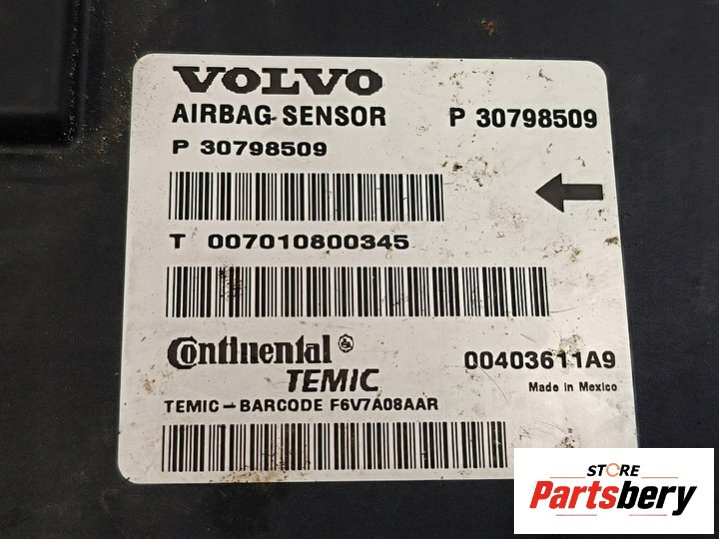 VOLVO
AIRBAG-SENSOR P 30798509
P 30798509
T 007010800345
Continental
TEMIC
00403611A9
Made in Mexico
TEMIC-BARCODE F6V7A08AAR
STORE
Partsbery